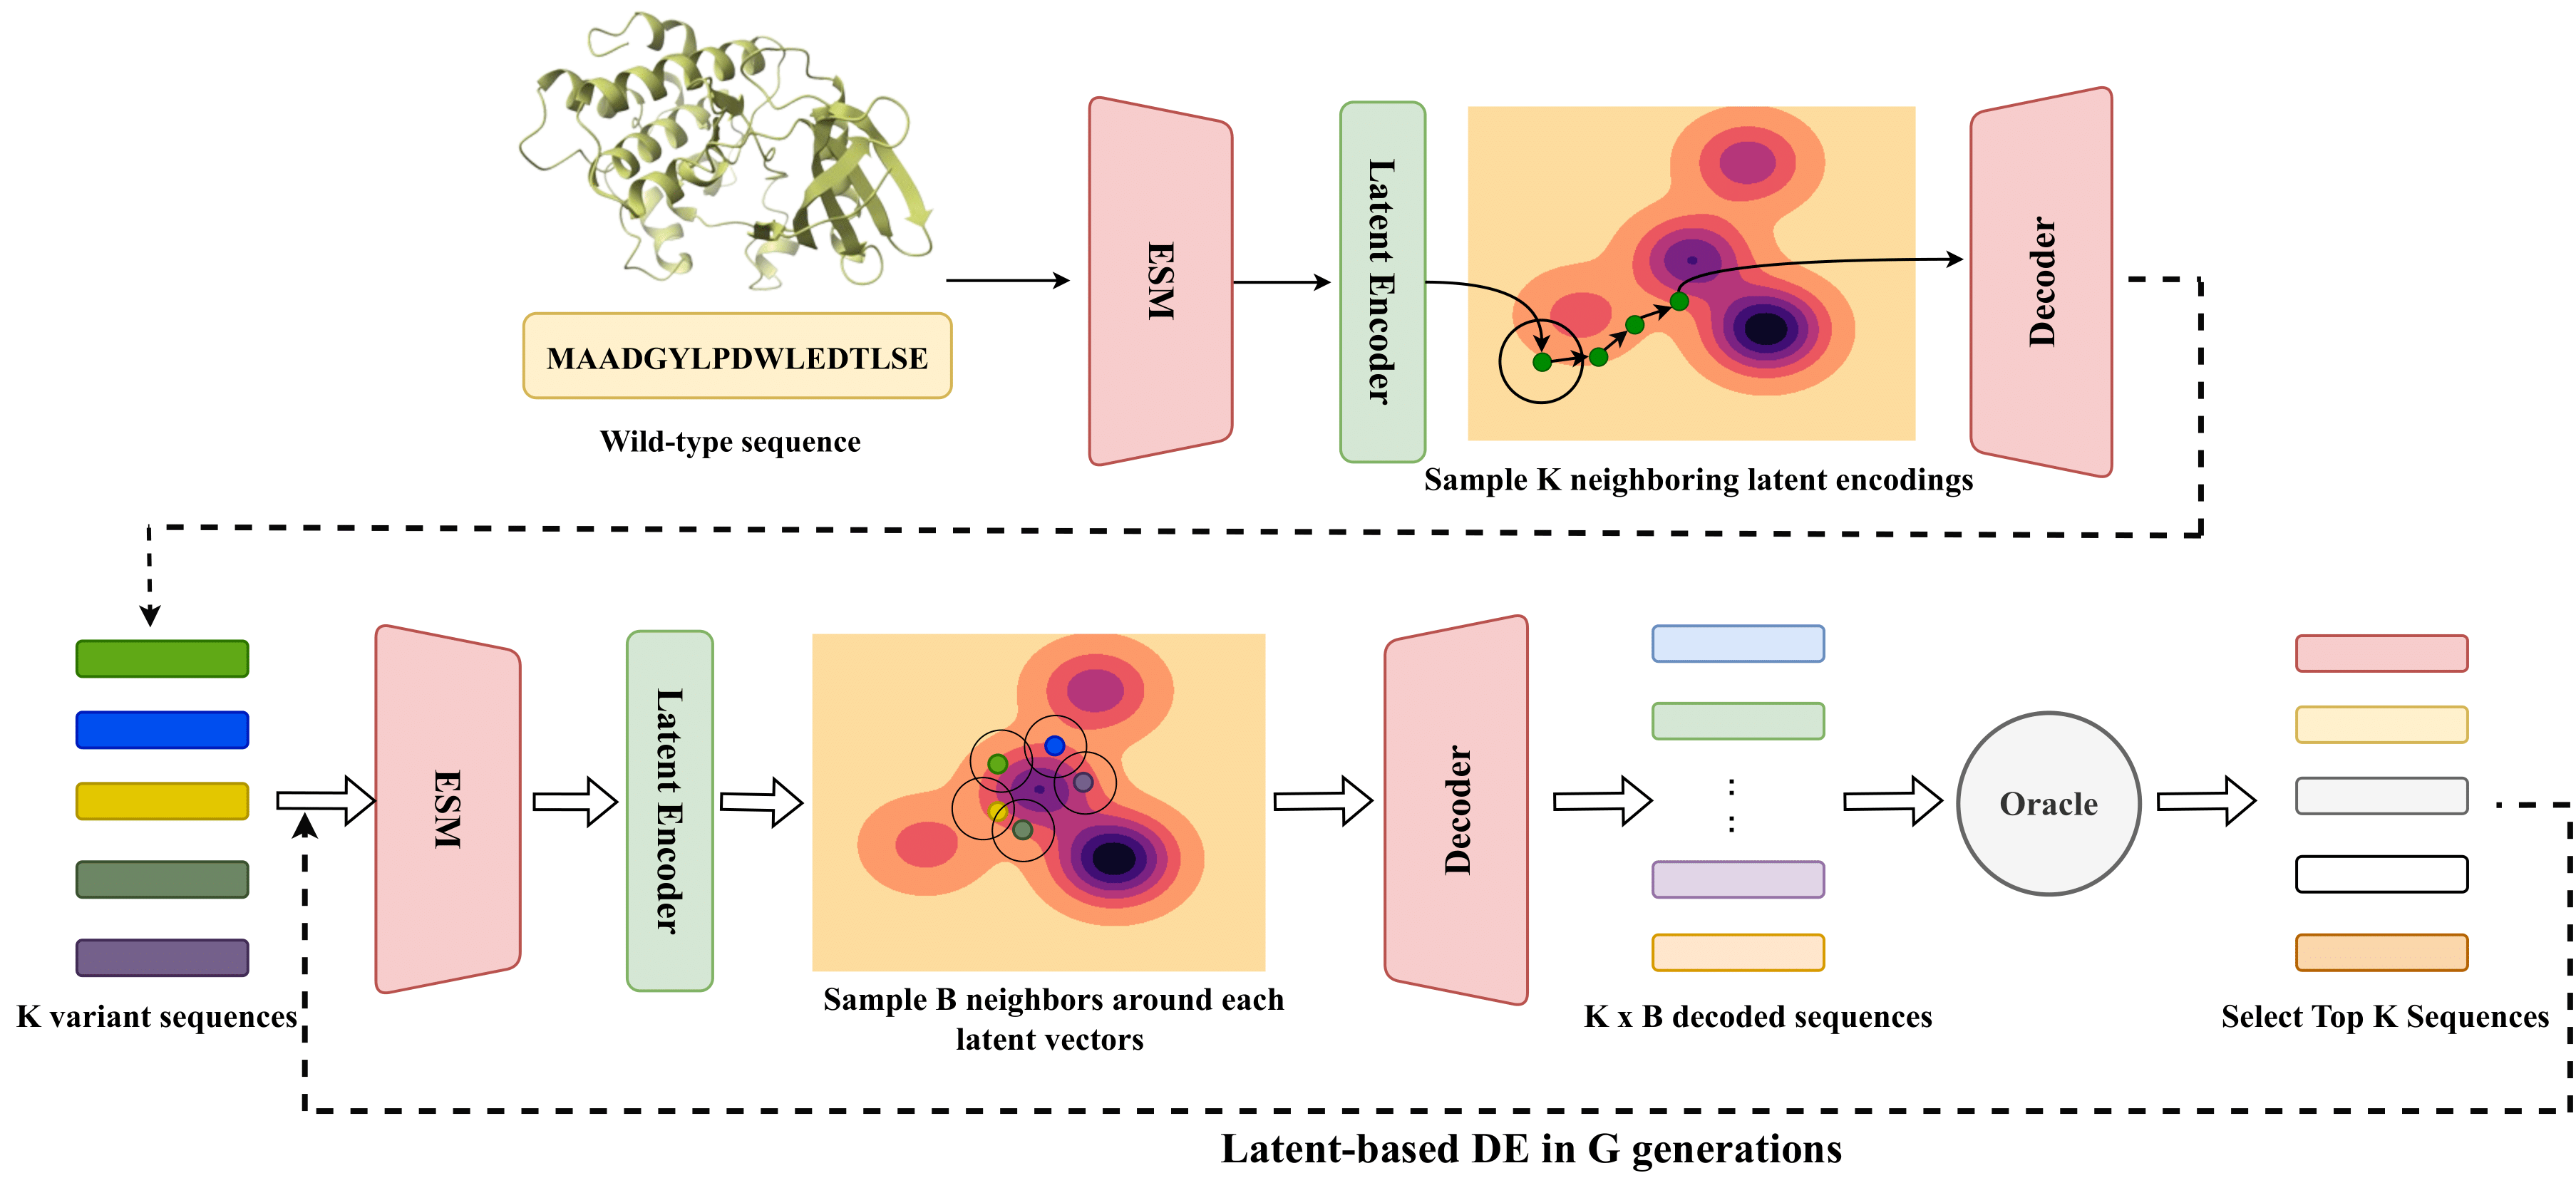 MAADGYLPDWLEDTLSE
Wild-type sequence
ESM
Latent Encoder
Sample K neighboring latent encodings
Decoder
K variant sequences
ESM
Latent Encoder
Sample B neighbors around each
latent vectors
Decoder
K x B decoded sequences
Oracle
Select Top K Sequences
Latent-based DE in G generations